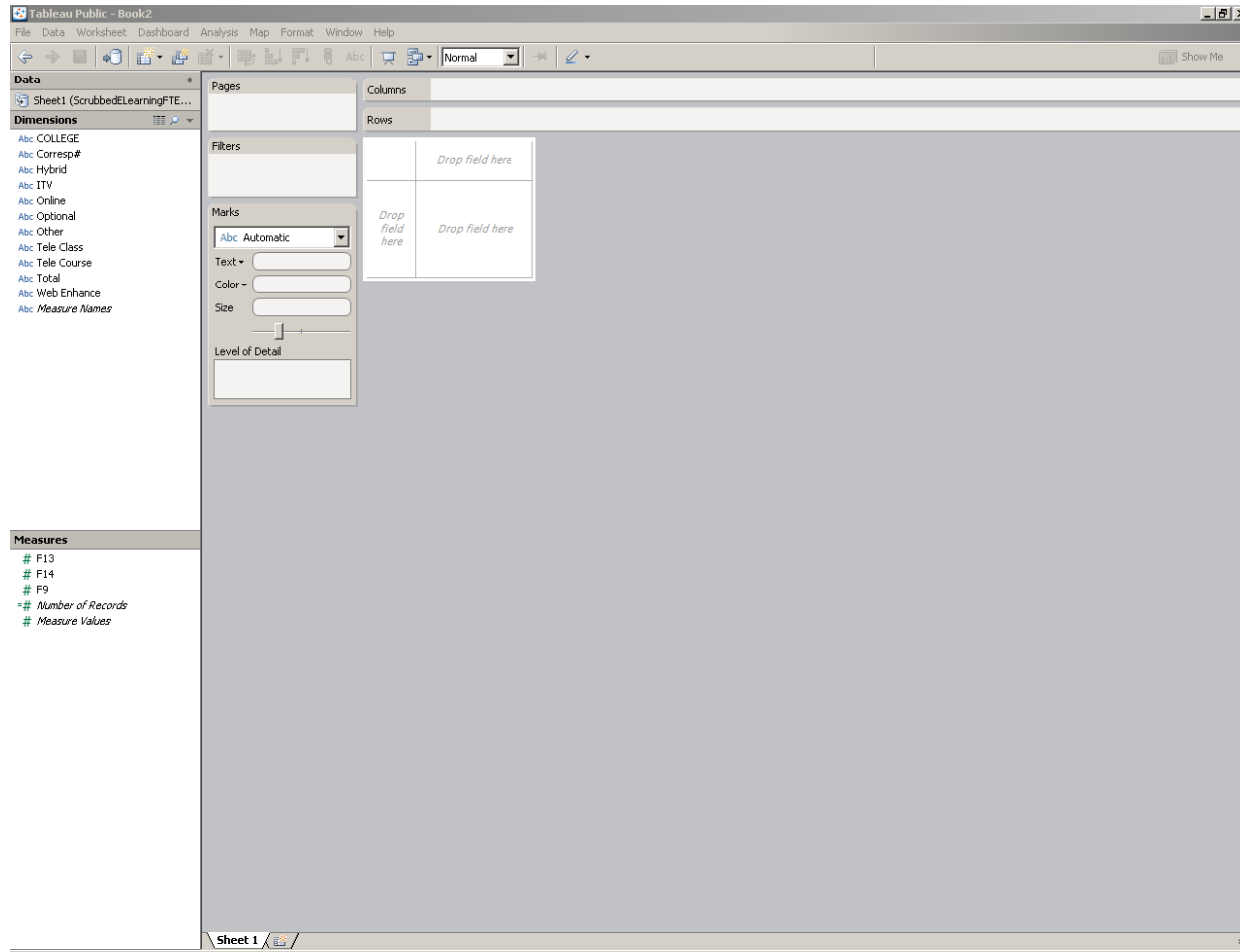 Tableau Public - Book2
File Data Worksheet Dashboard Analysis Map Format Window Help
Abc Normal Show Me
Data
Sheet1 (ScrubbedELearningFTE...
Dimensions
Abc COLLEGE
Abc Corresp#
Abc Hybrid
Abc ITV
Abc Online
Abc Optional
Abc Other
Abc Tele Class
Abc Tele Course
Abc Total
Abc Web Enhance
Abc Measure Names
Measures
# F13
# F14
# F9
=# Number of Records
# Measure Values
Pages
Filters
Marks
Abc Automatic
Text
Color
Size
Level of Detail
Columns
Rows
Drop field here
Drop
field
here
Drop field here
Sheet 1